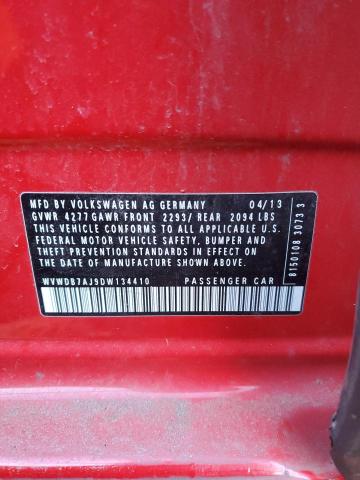 MFD BY VOLKSWAGEN AG GERMANY 04/13
GVWR 4277 GAWR FRONT 2293/ REAR 2094 LBS
THIS VEHICLE CONFORMS TO ALL APPLICABLE U.S.
FEDERAL MOTOR VEHICLE SAFETY, BUMPER AND
THEFT PREVENTION STANDARDS IN EFFECT ON
THE DATE OF MANUFACTURE SHOWN ABOVE.
WVWDB7AJ9DW134410 PASSENGER CAR
8150108 3073 3